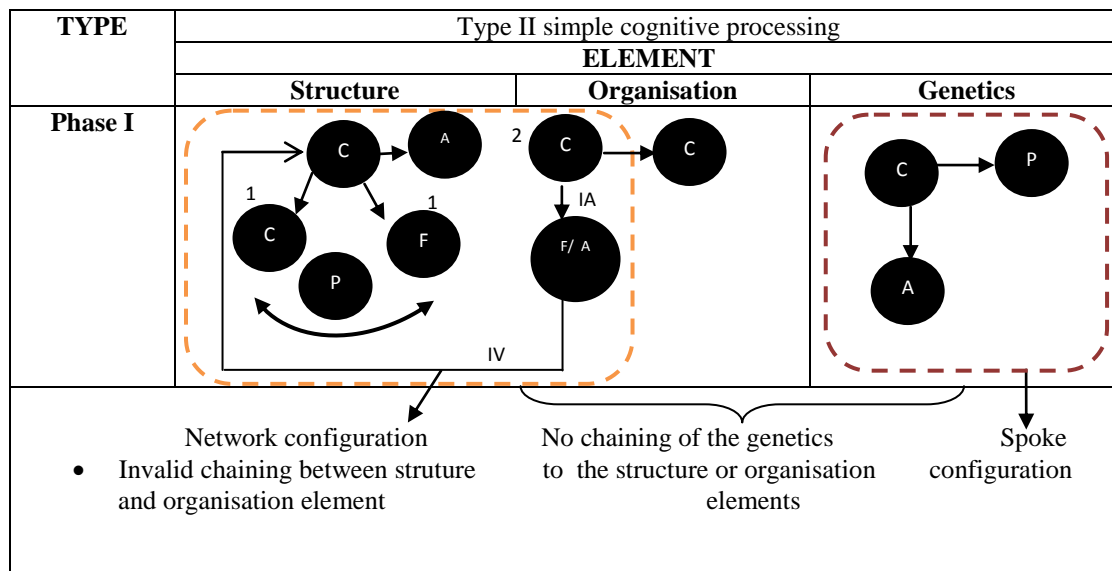 TYPE
Type II simple cognitive processing
ELEMENT
Structure
Organisation
Genetics
Phase I
C
A
1
C
1
F
P
2
C
C
IA
F/ A
IV
C
P
A
Network configuration
• Invalid chaining between struture
and organisation element
No chaining of the genetics
to the structure or organisation
elements
Spoke
configuration